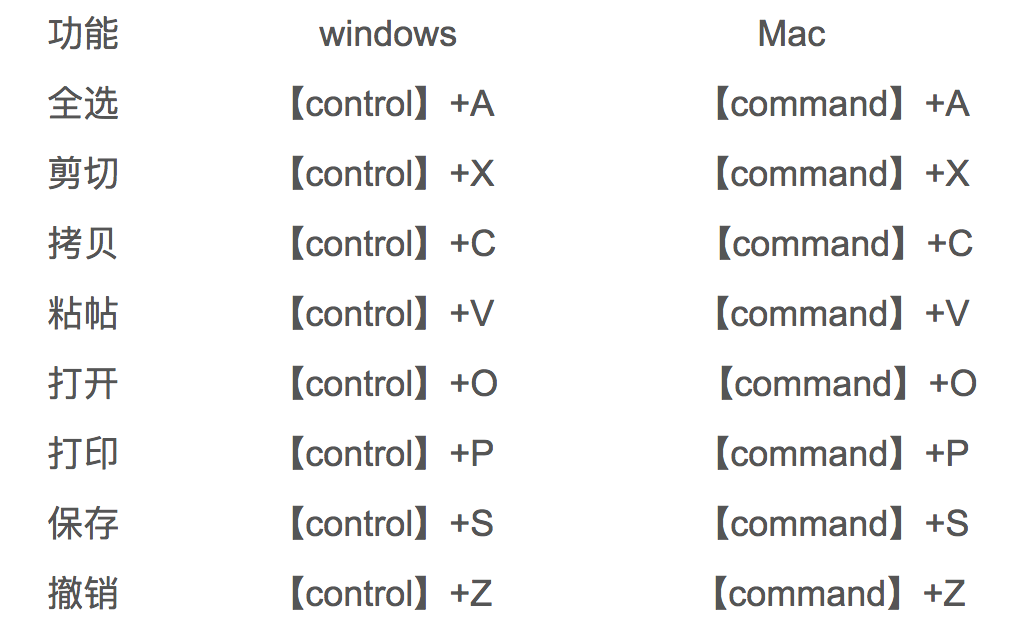 功能 windows Mac
全选 【control】+A 【command】+A
剪切 【control】+X 【command】+X
拷贝 【control】+C 【command】+C
粘帖 【control】+V 【command】+V
打开 【control】+O 【command】+O
打印 【control】+P 【command】+P
保存 【control】+S 【command】+S
撤销 【control】+Z 【command】+Z